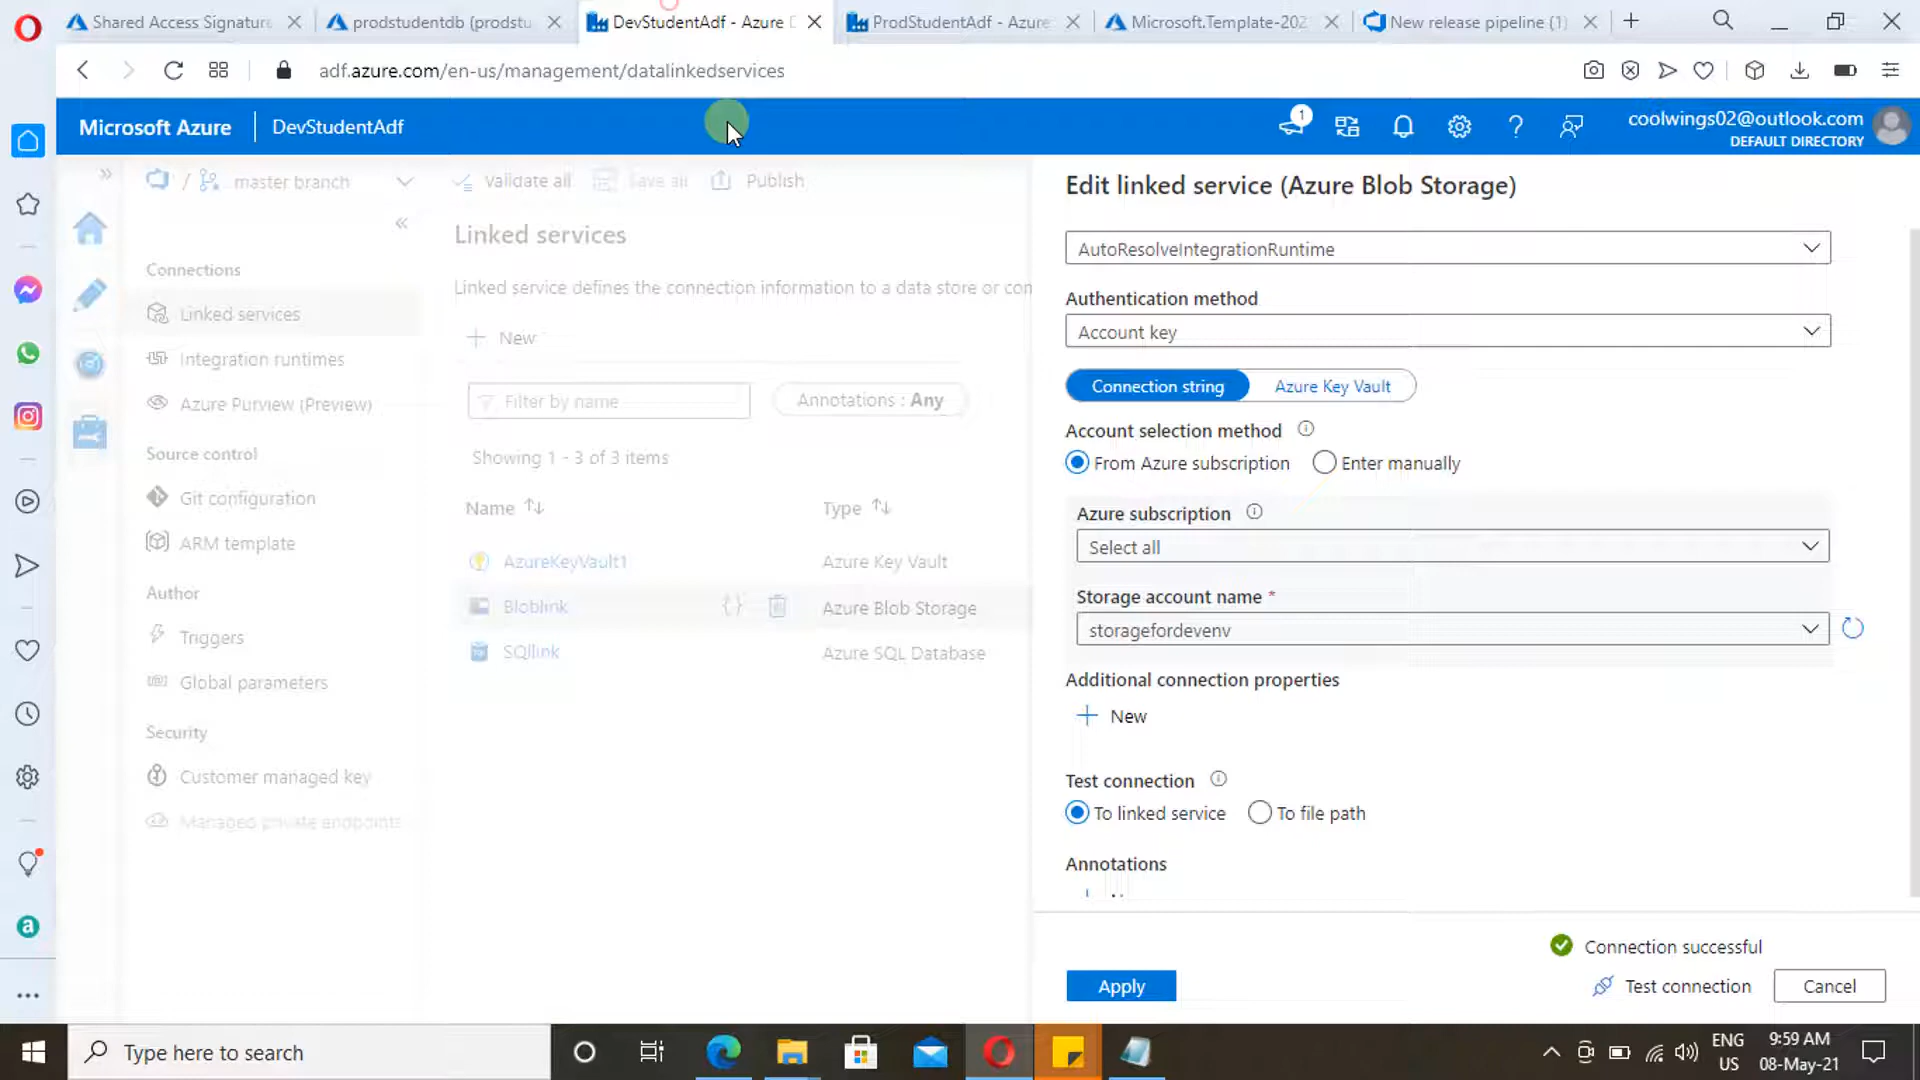 Shared Access Signature
prodstudentdb (prodstu
DevStudentAdf - Azure D
ProdStudentAdf - Azure
Microsoft.Template-202
New release pipeline (1)
adf.azure.com/en-us/management/datalinkedservices
Microsoft Azure
DevStudentAdf
1
coolwings02@outlook.com
DEFAULT DIRECTORY
/ master branch
Validate all
Save all
Publish
Linked services
Linked service defines the connection information to a data store or con
New
Filter by name
Annotations : Any
Showing 1 - 3 of 3 items
Name
Type
AzureKeyVault1
Azure Key Vault
Bloblink
{}
Azure Blob Storage
SQllink
Azure SQL Database
Connections
Linked services
Integration runtimes
Azure Purview (Preview)
Source control
Git configuration
ARM template
Author
Triggers
Global parameters
Security
Customer managed key
Managed private endpoints
Edit linked service (Azure Blob Storage)
AutoResolveIntegrationRuntime
Authentication method
Account key
Connection string
Azure Key Vault
Account selection method
From Azure subscription
Enter manually
Azure subscription
Select all
Storage account name *
storagefordevenv
Additional connection properties
New
Test connection
To linked service
To file path
Annotations
Connection successful
Apply
Test connection
Cancel
Type here to search
ENG
US
9:59 AM
08-May-21